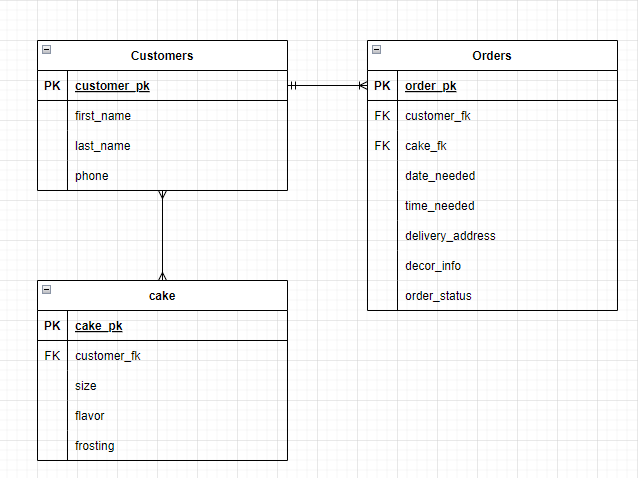 Customers
PK customer_pk
first_name
last_name
phone
Orders
PK order_pk
FK customer_fk
FK cake_fk
date_needed
time_needed
delivery_address
decor_info
order_status
cake
PK cake_pk
FK customer_fk
size
flavor
frosting